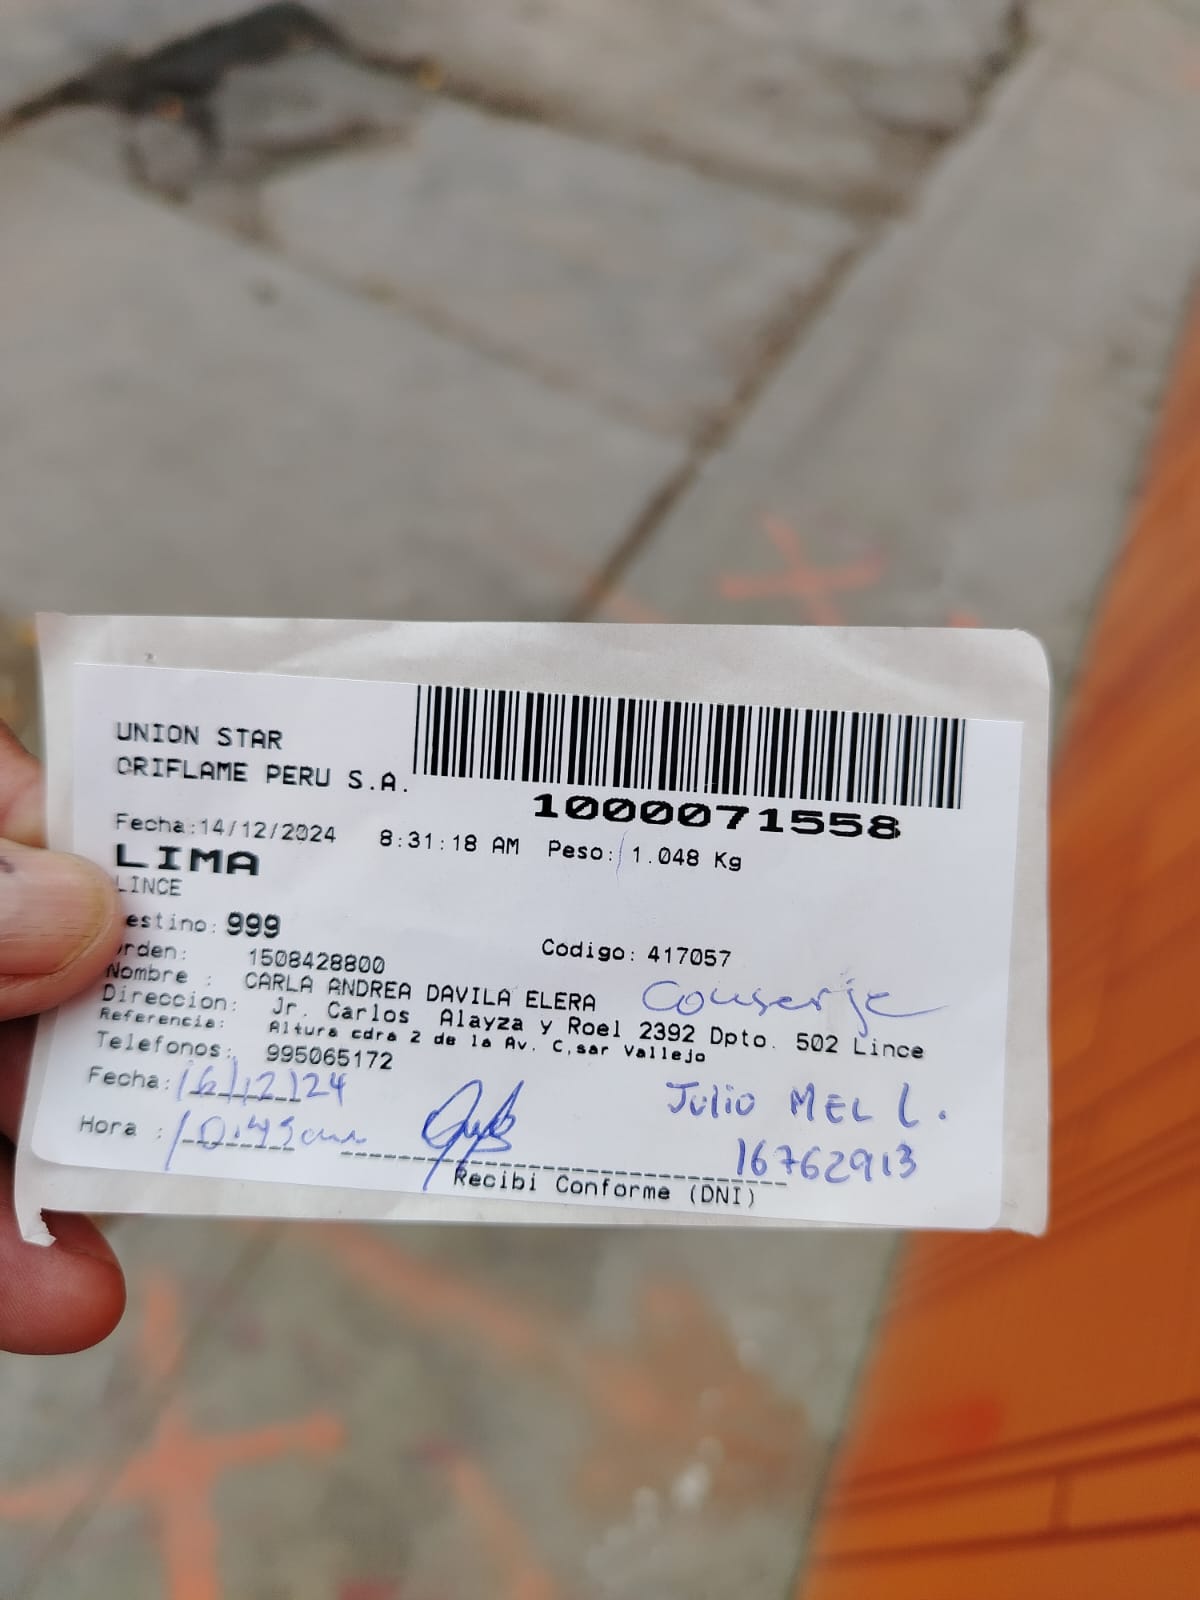 UNION STAR
ORIFLAME PERU S.A.
1000071558
Fecha:14/12/2024 8:31:18 AM Peso: 1.048 Kg
LIMA
LINCE
estino: 999
rden: 1508428800 Codigo: 417057
Nombre : CARLA ANDREA DAVILA ELERA Conserje
Direccion: Jr. Carlos Alayza y Roel 2392 Dpto. 502 Lince
Referencia: Altura cdra 2 de la Av. C,sar Vallejo
Telefonos: 995065172
Fecha: 16/12/24 Julio MEL L.
Hora : 10:45am 16762913
Recibi Conforme (DNI)